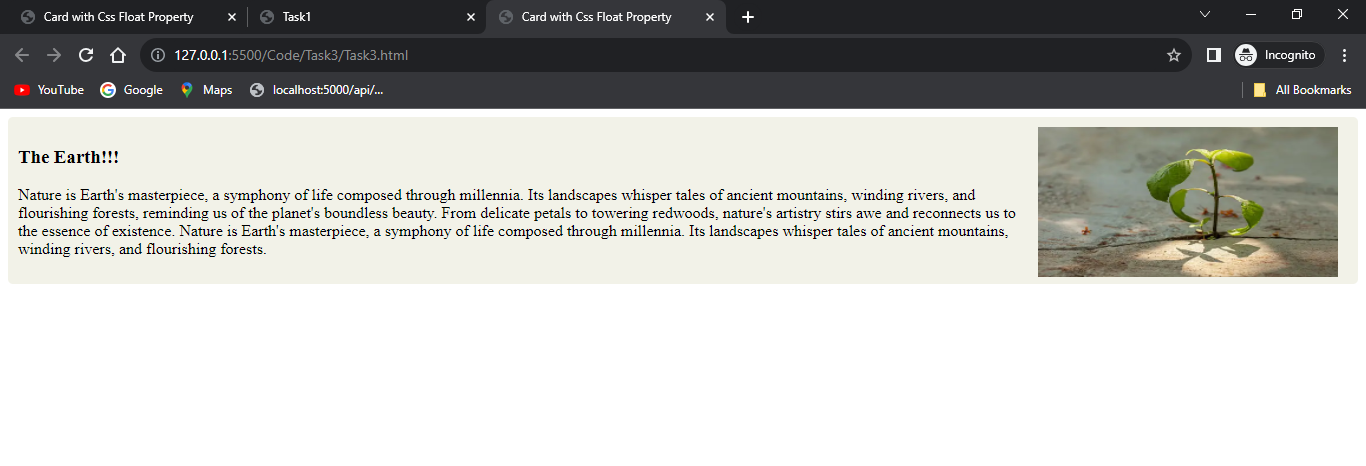 Card with Css Float Property
Task1
Card with Css Float Property
127.0.0.1:5500/Code/Task3/Task3.html
Incognito
YouTube
Google
Maps
localhost:5000/api/...
All Bookmarks
The Earth!!!
Nature is Earth's masterpiece, a symphony of life composed through millennia. Its landscapes whisper tales of ancient mountains, winding rivers, and
flourishing forests, reminding us of the planet's boundless beauty. From delicate petals to towering redwoods, nature's artistry stirs awe and reconnects us to
the essence of existence. Nature is Earth's masterpiece, a symphony of life composed through millennia. Its landscapes whisper tales of ancient mountains,
winding rivers, and flourishing forests.